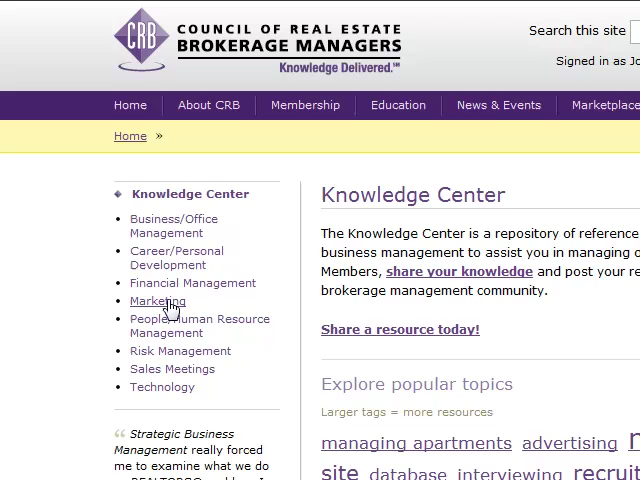 CRB
COUNCIL OF REAL ESTATE
BROKERAGE MANAGERS
Knowledge Delivered.℠
Search this site
Signed in as Jo
Home
About CRB
Membership
Education
News & Events
Marketplace
Home »
Knowledge Center
Business/Office
Management
Career/Personal
Development
Financial Management
Marketing
People/Human Resource
Management
Risk Management
Sales Meetings
Technology
“ Strategic Business
Management really forced
me to examine what we do
Knowledge Center
The Knowledge Center is a repository of reference
business management to assist you in managing
Members, share your knowledge and post your re
brokerage management community.
Share a resource today!
Explore popular topics
Larger tags = more resources
managing apartments advertising
site database interviewing recruit